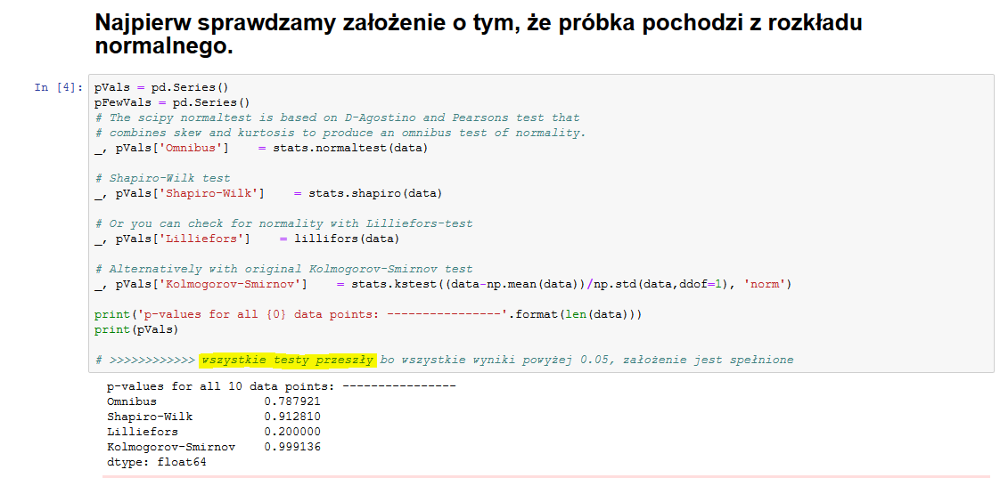 Najpierw sprawdzamy założenie o tym, że próbka pochodzi z rozkładu
normalnego.
In [4]: pVals = pd.Series()
pFewVals = pd.Series()
# The scipy normaltest is based on D-Agostino and Pearsons test that
# combines skew and kurtosis to produce an omnibus test of normality.
_, pVals['Omnibus']    = stats.normaltest(data)
# Shapiro-Wilk test
_, pVals['Shapiro-Wilk']    = stats.shapiro(data)
# Or you can check for normality with Lilliefors-test
_, pVals['Lilliefors']    = lillifors(data)
# Alternatively with original Kolmogorov-Smirnov test
_, pVals['Kolmogorov-Smirnov']    = stats.kstest((data-np.mean(data))/np.std(data,ddof=1), 'norm')
print('p-values for all {0} data points: ----------------'.format(len(data)))
print(pVals)
# >>>>>>>>>>>> wszystkie testy przeszły bo wszystkie wyniki powyżej 0.05, założenie jest spełnione
p-values for all 10 data points: ----------------
Omnibus               0.787921
Shapiro-Wilk          0.912810
Lilliefors            0.200000
Kolmogorov-Smirnov    0.999136
dtype: float64